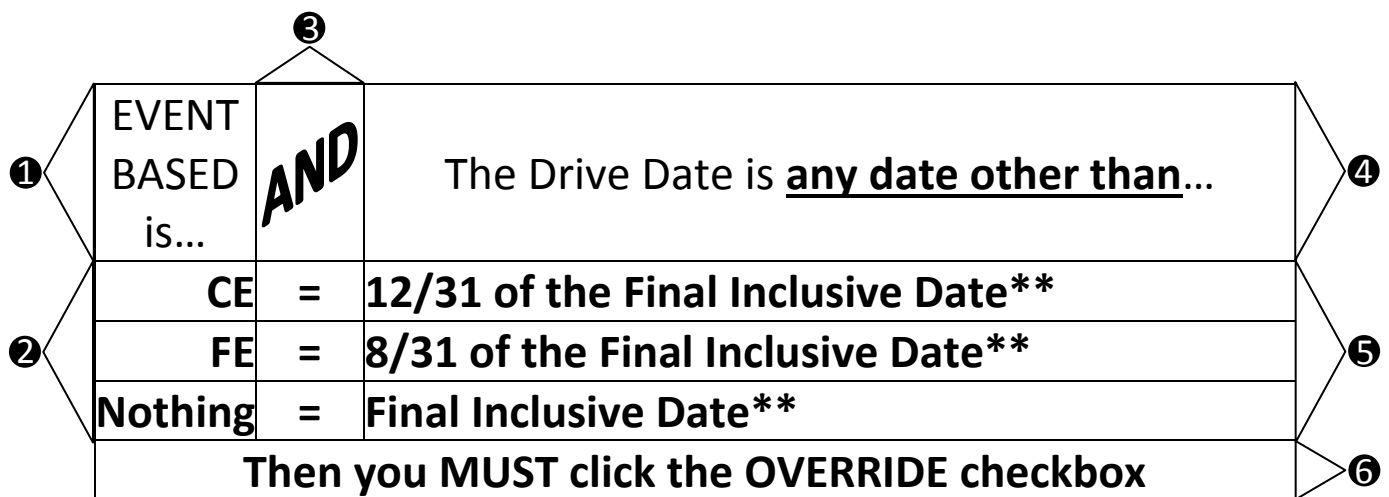 ❸
EVENT
BASED
is...
AND
The Drive Date is any date other than...
❶
❹
CE = 12/31 of the Final Inclusive Date**
❷ FE = 8/31 of the Final Inclusive Date** ❺
Nothing = Final Inclusive Date**
Then you MUST click the OVERRIDE checkbox ❻